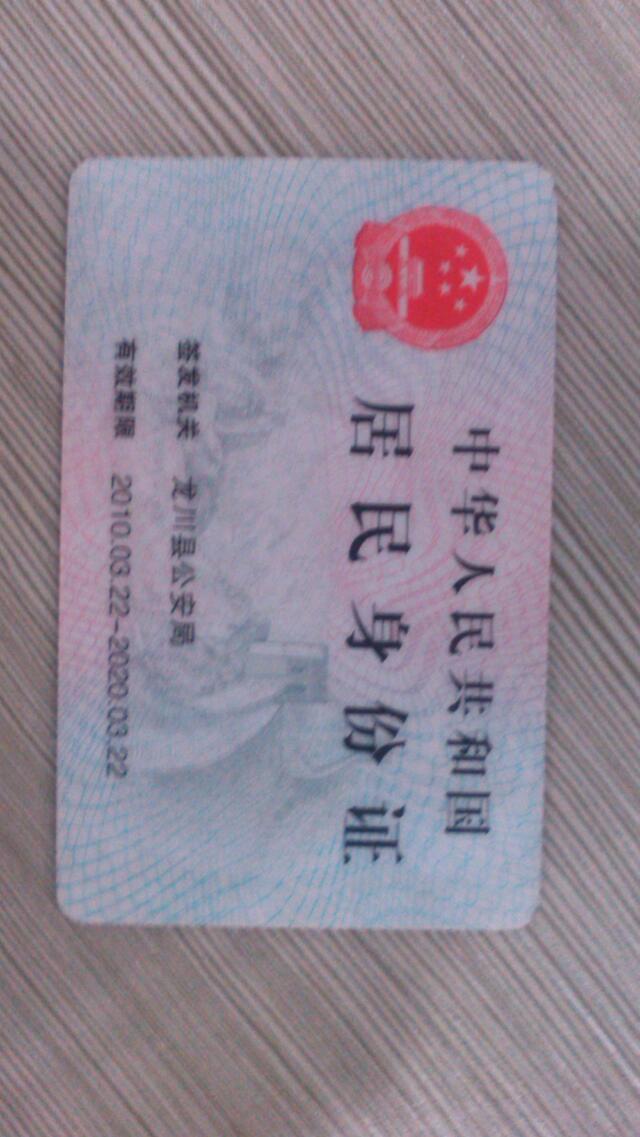 中华人民共和国
居民身份证
签发机关 龙川县公安局
有效期限 2010.03.22-2020.03.22